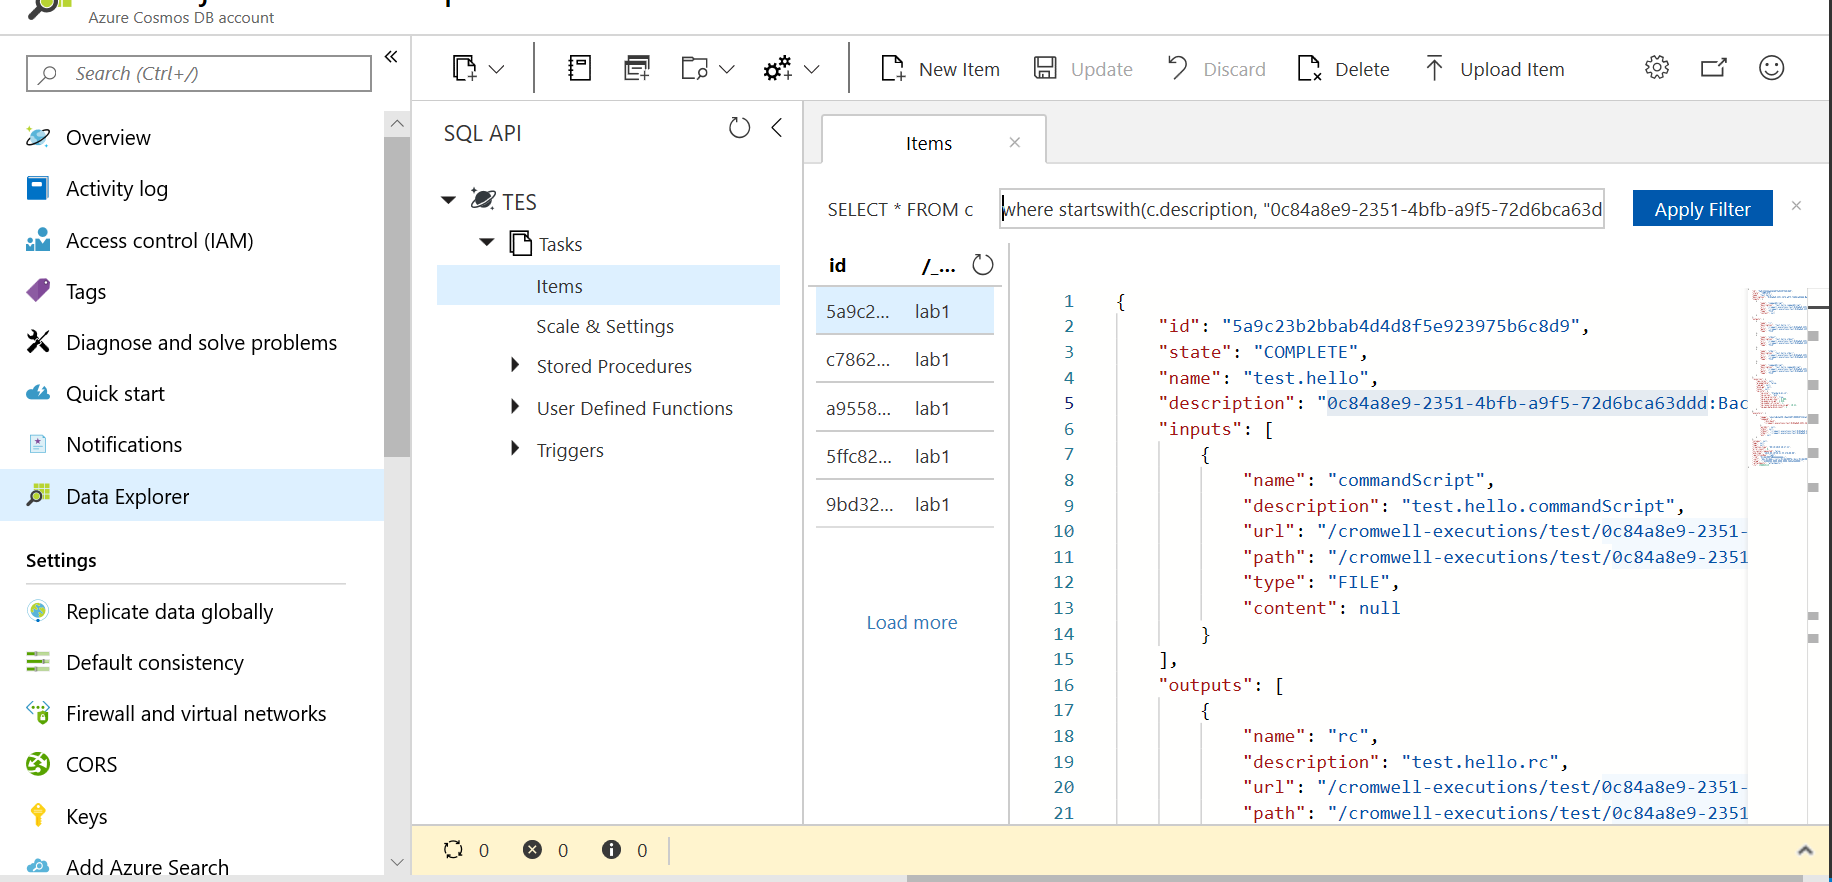 Azure Cosmos DB account
Search (Ctrl+/)
Overview
Activity log
Access control (IAM)
Tags
Diagnose and solve problems
Quick start
Notifications
Data Explorer
Settings
Replicate data globally
Default consistency
Firewall and virtual networks
CORS
Keys
Add Azure Search
New Item
Update
Discard
Delete
Upload Item
SQL API
TES
Tasks
Items
Scale & Settings
Stored Procedures
User Defined Functions
Triggers
Items
SELECT * FROM c
where startswith(c.description, "0c84a8e9-2351-4bfb-a9f5-72d6bca63d
Apply Filter
id /_...
5a9c2... lab1
c7862... lab1
a9558... lab1
5ffc82... lab1
9bd32... lab1
Load more
1 {
2 "id": "5a9c23b2bbab4d4d8f5e923975b6c8d9",
3 "state": "COMPLETE",
4 "name": "test.hello",
5 "description": "0c84a8e9-2351-4bfb-a9f5-72d6bca63ddd:Bac
6 "inputs": [
7 {
8 "name": "commandScript",
9 "description": "test.hello.commandScript",
10 "url": "/cromwell-executions/test/0c84a8e9-2351-
11 "path": "/cromwell-executions/test/0c84a8e9-2351
12 "type": "FILE",
13 "content": null
14 }
15 ],
16 "outputs": [
17 {
18 "name": "rc",
19 "description": "test.hello.rc",
20 "url": "/cromwell-executions/test/0c84a8e9-2351-
21 "path": "/cromwell-executions/test/0c84a8e9-2351
0 0 0